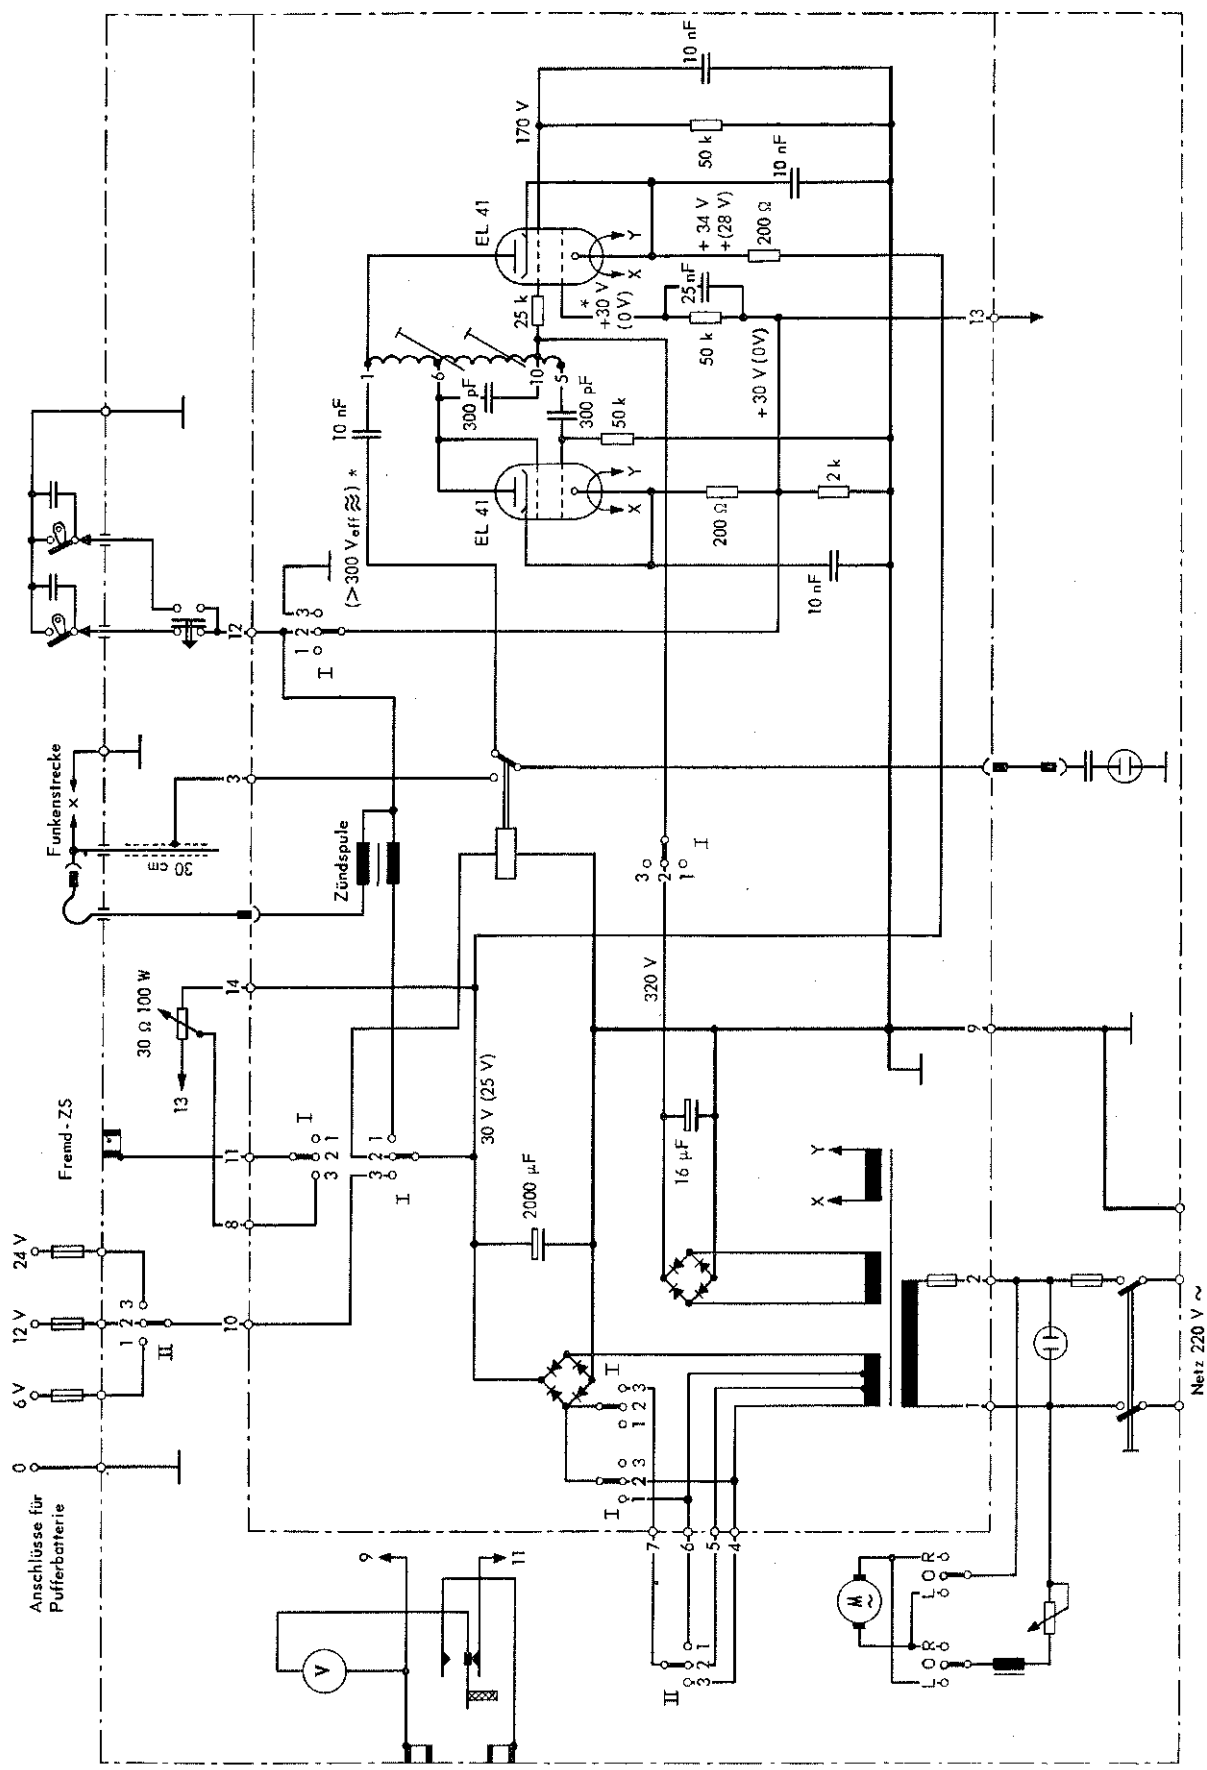 Anschlüsse für
Pufferbatterie
0
6 V
12 V
24 V
1
2
3
II
Fremd - ZS
13
30 Ω 100 W
Funkenstrecke
X
30 cm
10
8
11
14
3
12
3
2
1
I
3
2
1
I
Zündspule
1
2
3
I
30 V (25 V)
2000 µF
(>300 Veff ≋) *
10 nF
1
6
10
5
300 pF
300 pF
25 k
EL 41
EL 41
X
Y
X
Y
170 V
10 nF
50 k
10 nF
+ 34 V
+(28 V)
200 Ω
*
+30 V
(0 V)
25 nF
50 k
+ 30 V (0V)
13
50 k
200 Ω
2 k
10 nF
320 V
3
2
1
I
16 µF
X
Y
9
I
1
2
3
I
2
3
7
6
5
4
1
2
9
11
V
II
3
2
1
M
~
L
O
R
L
O
R
Netz 220 V ~